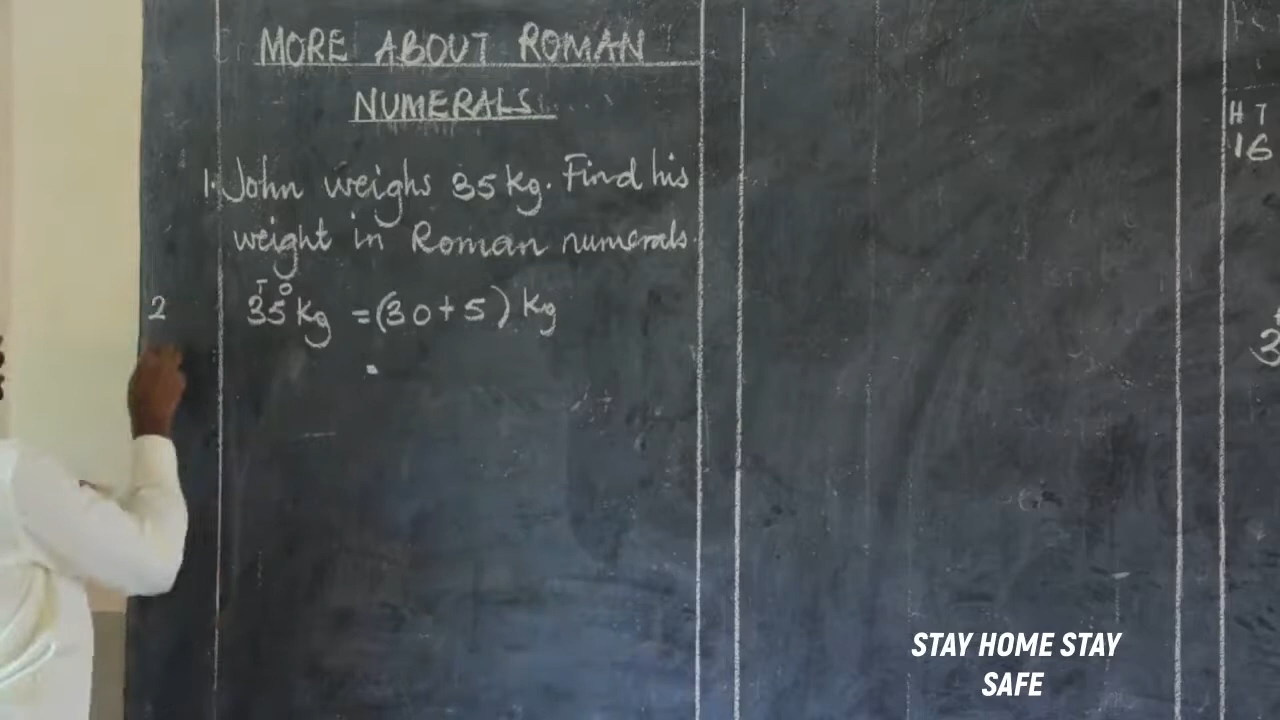 MORE ABOUT ROMAN
NUMERALS
1. John weighs 35 kg. Find his
weight in Roman numerals.
T O
2
35 kg = (30 + 5) kg
H T
16
3
STAY HOME STAY
SAFE